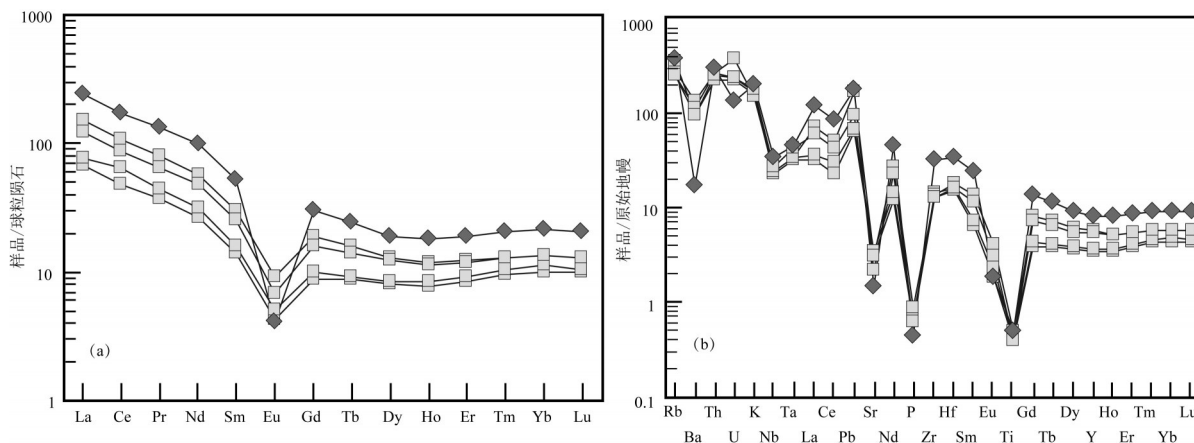 1000
100
10
1
样品/球粒陨石
(a)
La Ce Pr Nd Sm Eu Gd Tb Dy Ho Er Tm Yb Lu
1000
100
10
1
0.1
样品/原始地幔
(b)
Rb Th K Ta Ce Sr P Hf Eu Gd Dy Ho Tm Lu
Ba U Nb La Pb Nd Zr Sm Ti Tb Y Er Yb